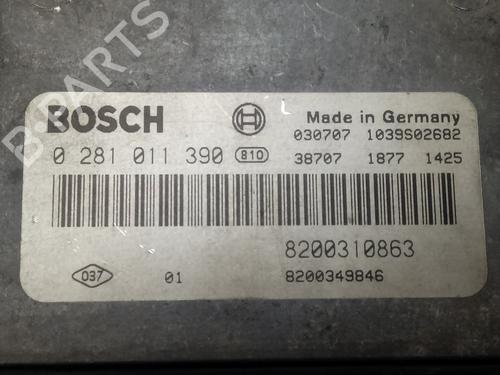 B-PARTS
BOSCH
Made in Germany
030707 1039S02682
0 281 011 390 810
38707 1877 1425
8200310863
037
01
8200349846